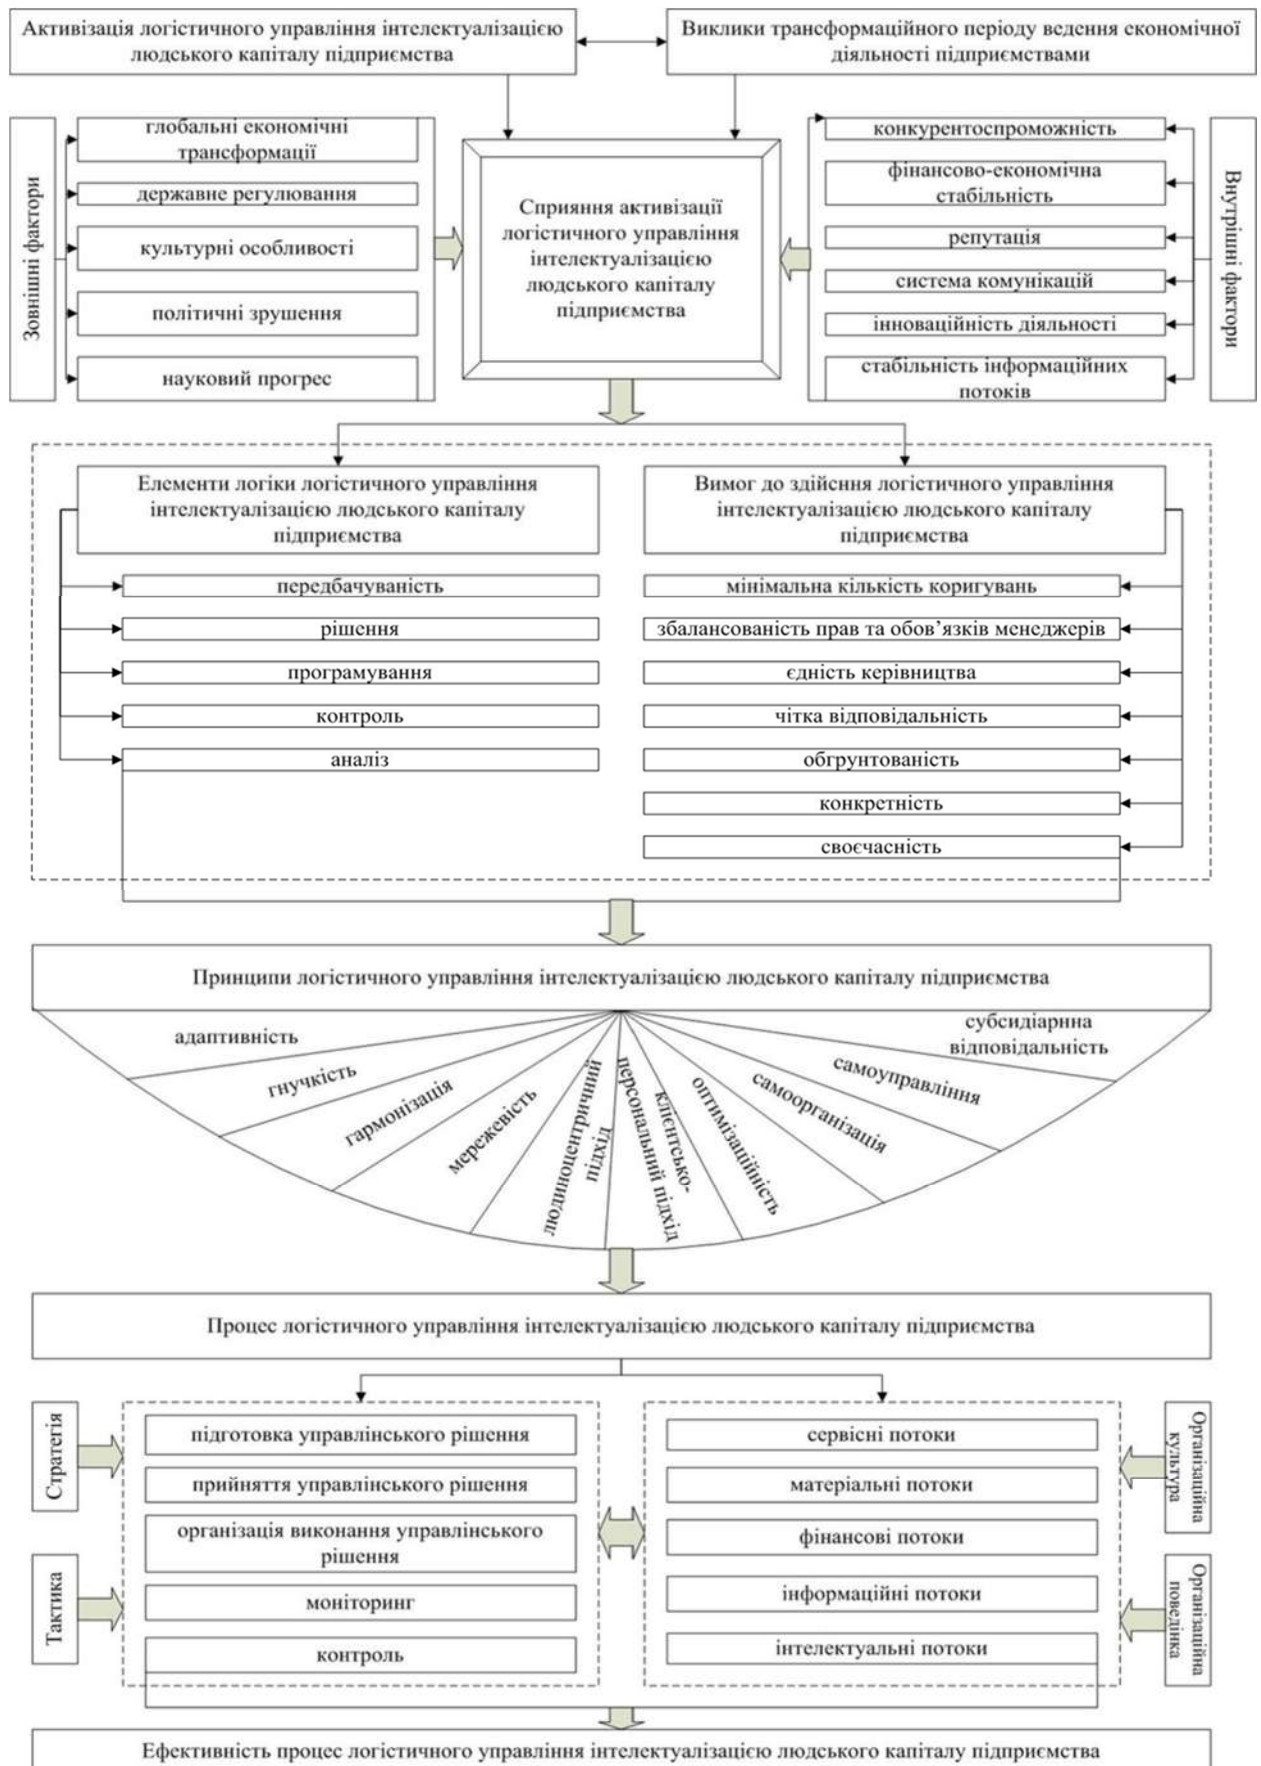 Активізація логістичного управління інтелектуалізацією
людського капіталу підприємства
Виклики трансформаційного періоду ведення економічної
діяльності підприємствами
Зовнішні фактори
глобальні економічні
трансформації
державне регулювання
культурні особливості
політичні зрушення
науковий прогрес
Сприяння активізації
логістичного управління
інтелектуалізацією
людського капіталу
підприємства
конкурентоспроможність
фінансово-економічна
стабільність
репутація
система комунікацій
інноваційність діяльності
стабільність інформаційних
потоків
Внутрішні фактори
Елементи логіки логістичного управління
інтелектуалізацією людського капіталу
підприємства
передбачуваність
рішення
програмування
контроль
аналіз
Вимог до здійснння логістичного управління
інтелектуалізацією людського капіталу
підприємства
мінімальна кількість коригувань
збалансованість прав та обов’язків менеджерів
єдність керівництва
чітка відповідальність
обгрунтованість
конкретність
своєчасність
Принципи логістичного управління інтелектуалізацією людського капіталу підприємства
адаптивність
гнучкість
гармонізація
мережевість
людиноцентричний
підхід
клієнтсько-
персональний підхід
оптимізаційність
самоорганізація
самоуправління
субсидіарнна
відповідальність
Процес логістичного управління інтелектуалізацією людського капіталу підприємства
Стратегія
Тактика
підготовка управлінського рішення
прийняття управлінського рішення
організація виконання управлінського
рішення
моніторинг
контроль
сервісні потоки
матеріальні потоки
фінансові потоки
інформаційні потоки
інтелектуальні потоки
Організаційна
культура
Організаційна
поведінка
Ефективність процес логістичного управління інтелектуалізацією людського капіталу підприємства